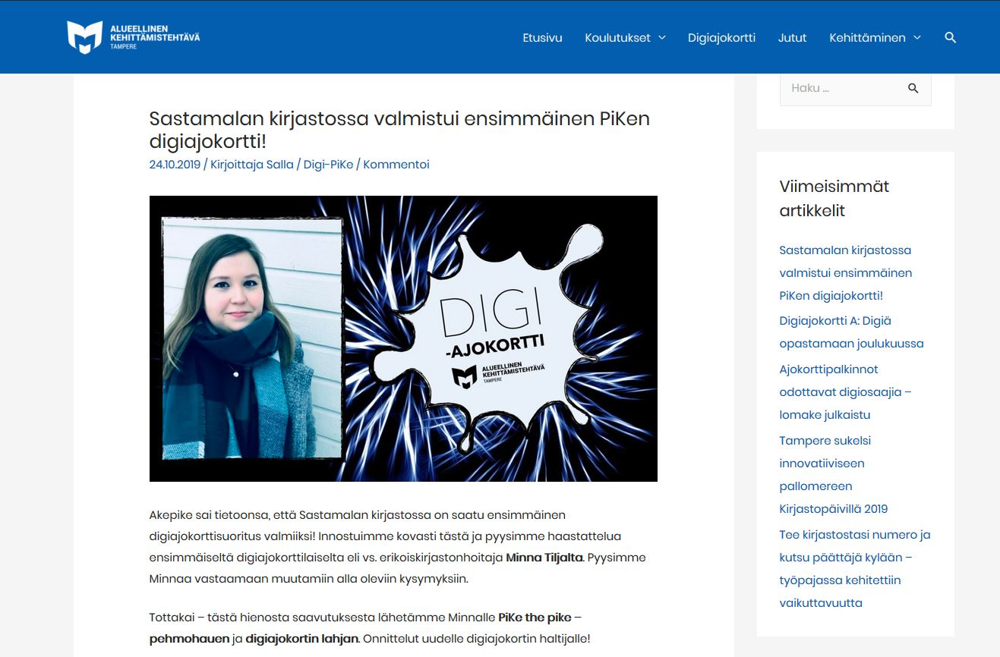 ALUEELLINEN
KEHITTÄMISTEHTÄVÄ
TAMPERE
Etusivu Koulutukset Digiajokortti Jutut Kehittäminen
Sastamalan kirjastossa valmistui ensimmäinen PiKen
digiajokortti!
24.10.2019 / Kirjoittaja Salla / Digi-PiKe / Kommentoi
DIGI
-AJOKORTTI
ALUEELLINEN
KEHITTÄMISTEHTÄVÄ
TAMPERE
Akepike sai tietoonsa, että Sastamalan kirjastossa on saatu ensimmäinen
digiajokorttisuoritus valmiiksi! Innostuimme kovasti tästä ja pyysimme haastattelua
ensimmäiseltä digiajokorttilaiselta eli vs. erikoiskirjastonhoitaja Minna Tiljalta. Pyysimme
Minnaa vastaamaan muutamiin alla oleviin kysymyksiin.
Tottakai – tästä hienosta saavutuksesta lähetämme Minnalle PiKe the pike –
pehmohauen ja digiajokortin lahjan. Onnittelut uudelle digiajokortin haltijalle!
Haku ...
Viimeisimmät
artikkelit
Sastamalan kirjastossa
valmistui ensimmäinen
PiKen digiajokortti!
Digiajokortti A: Digiä
opastamaan joulukuussa
Ajokorttipalkinnot
odottavat digiosaajia –
lomake julkaistu
Tampere sukelsi
innovatiiviseen
pallomereen
Kirjastopäivillä 2019
Tee kirjastostasi numero ja
kutsu päättäjä kylään –
työpajassa kehitettiin
vaikuttavuutta